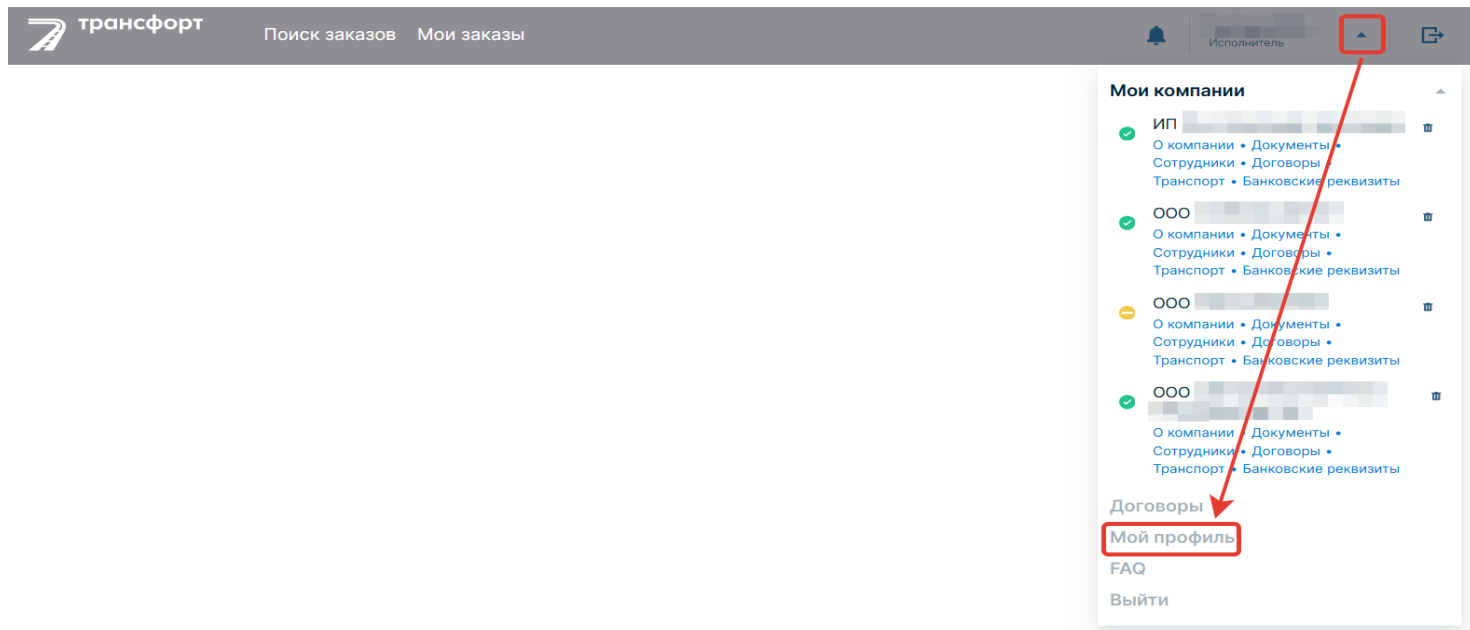 трансфорт
Поиск заказов Мои заказы
Исполнитель
Мои компании
ИП
О компании • Документы •
Сотрудники • Договоры •
Транспорт • Банковские реквизиты
ООО
О компании • Документы •
Сотрудники • Договоры •
Транспорт • Банковские реквизиты
ООО
О компании • Документы •
Сотрудники • Договоры •
Транспорт • Банковские реквизиты
ООО
О компании • Документы •
Сотрудники • Договоры •
Транспорт • Банковские реквизиты
Договоры
Мой профиль
FAQ
Выйти